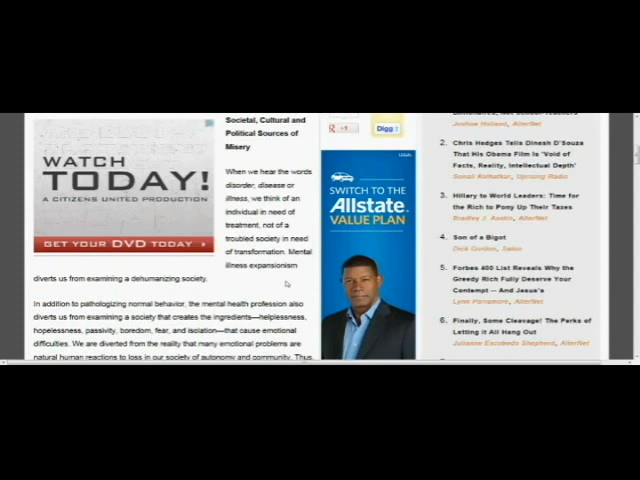 WATCH
TODAY!
A CITIZENS UNITED PRODUCTION
GET YOUR DVD TODAY
Societal, Cultural and
Political Sources of
Misery
When we hear the words
disorder, disease or
illness, we think of an
individual in need of
treatment, not of a
troubled society in need
of transformation. Mental
illness expansionism
diverts us from examining a dehumanizing society.
In addition to pathologizing normal behavior, the mental health profession also
diverts us from examining a society that creates the ingredients—helplessness,
hopelessness, passivity, boredom, fear, and isolation—that cause emotional
difficulties. We are diverted from the reality that many emotional problems are
natural human reactions to loss in our society of autonomy and community. Thus,
+1
Digg
LEGAL
SWITCH TO THE
Allstate.
VALUE PLAN
Billionaires, Not School Teachers
Joshua Holland, AlterNet
2. Chris Hedges Tells Dinesh D'Souza
That His Obama Film Is 'Void of
Facts, Reality, Intellectual Depth'
Sonali Kolhatkar, Uprising Radio
3. Hillary to World Leaders: Time for
the Rich to Pony Up Their Taxes
Bradley J. Austin, AlterNet
4. Son of a Bigot
Dick Gordon, Salon
5. Forbes 400 List Reveals Why the
Greedy Rich Fully Deserve Your
Contempt -- And Jesus's
Lynn Parramore, AlterNet
6. Finally, Some Cleavage! The Perks of
Letting it All Hang Out
Julianne Escobedo Shepherd, AlterNet